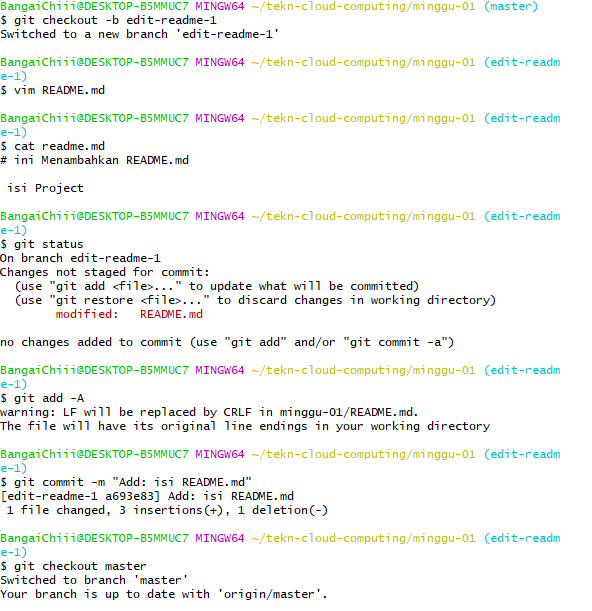 BangaiChiii@DESKTOP-B5MMUC7 MINGW64 ~/tekn-cloud-computing/minggu-01 (master)
$ git checkout -b edit-readme-1
Switched to a new branch 'edit-readme-1'

BangaiChiii@DESKTOP-B5MMUC7 MINGW64 ~/tekn-cloud-computing/minggu-01 (edit-readm
e-1)
$ vim README.md

BangaiChiii@DESKTOP-B5MMUC7 MINGW64 ~/tekn-cloud-computing/minggu-01 (edit-readm
e-1)
$ cat readme.md
# ini Menambahkan README.md

 isi Project

BangaiChiii@DESKTOP-B5MMUC7 MINGW64 ~/tekn-cloud-computing/minggu-01 (edit-readm
e-1)
$ git status
On branch edit-readme-1
Changes not staged for commit:
  (use "git add <file>..." to update what will be committed)
  (use "git restore <file>..." to discard changes in working directory)
        modified:   README.md

no changes added to commit (use "git add" and/or "git commit -a")

BangaiChiii@DESKTOP-B5MMUC7 MINGW64 ~/tekn-cloud-computing/minggu-01 (edit-readm
e-1)
$ git add -A
warning: LF will be replaced by CRLF in minggu-01/README.md.
The file will have its original line endings in your working directory

BangaiChiii@DESKTOP-B5MMUC7 MINGW64 ~/tekn-cloud-computing/minggu-01 (edit-readm
e-1)
$ git commit -m "Add: isi README.md"
[edit-readme-1 a693e83] Add: isi README.md
 1 file changed, 3 insertions(+), 1 deletion(-)

BangaiChiii@DESKTOP-B5MMUC7 MINGW64 ~/tekn-cloud-computing/minggu-01 (edit-readm
e-1)
$ git checkout master
Switched to branch 'master'
Your branch is up to date with 'origin/master'.